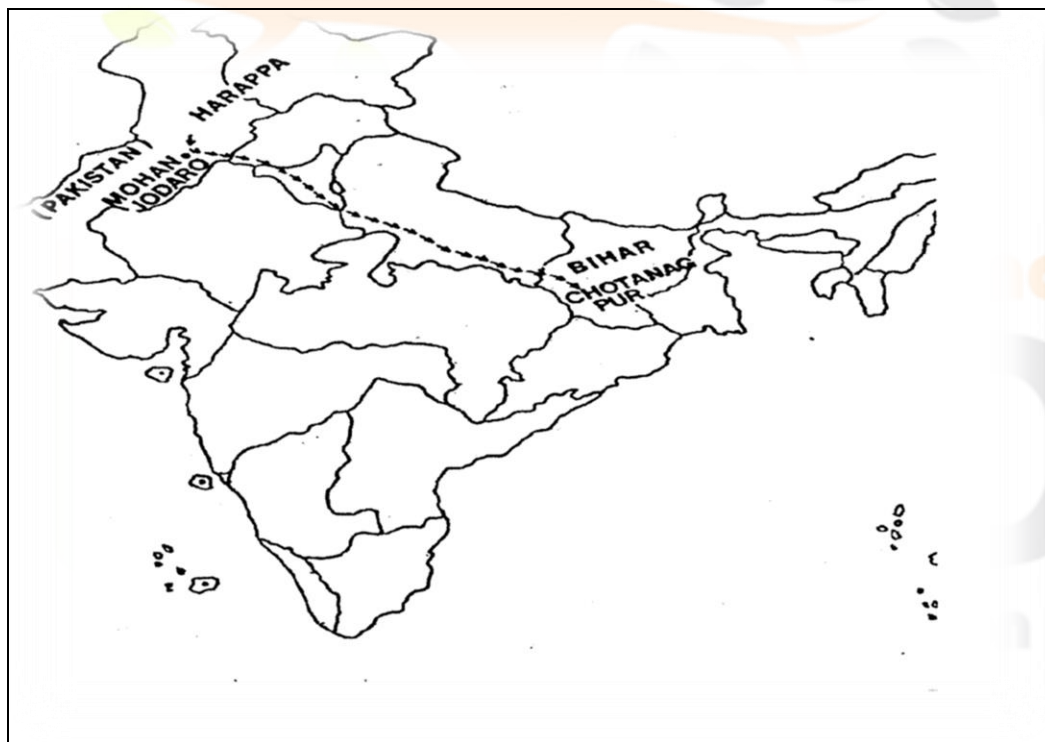 HARAPPA
(PAKISTAN)
MOHAN
JODARO
BIHAR
CHOTANAG
PUR